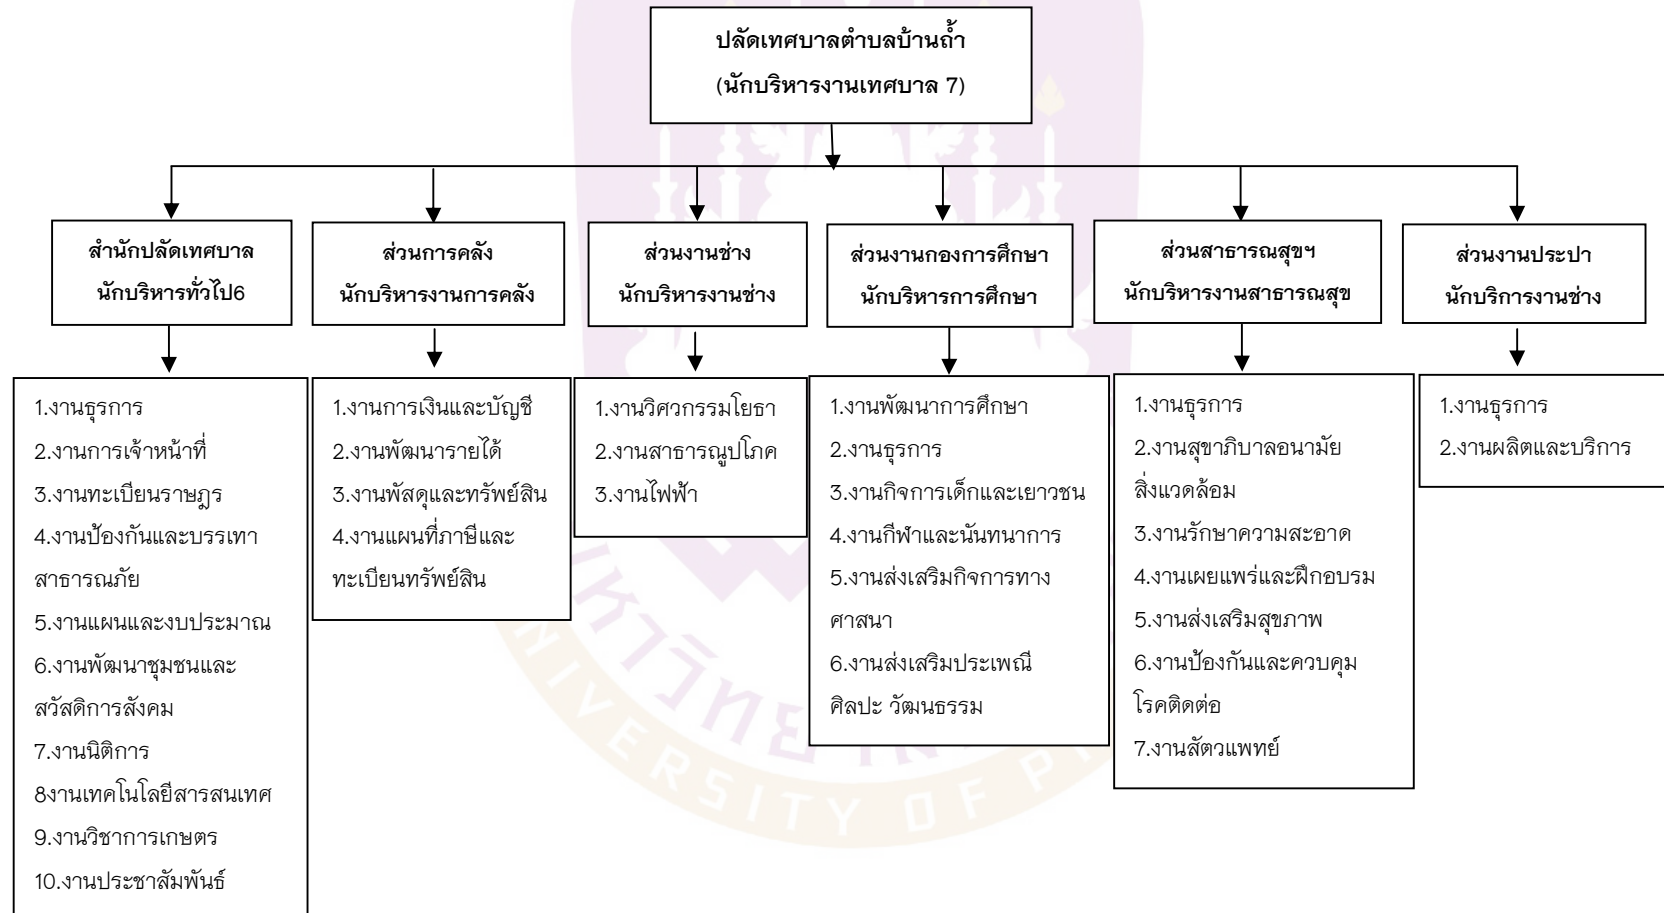 ปลัดเทศบาลตำบลบ้านถ้ำ
(นักบริหารงานเทศบาล 7)
สำนักปลัดเทศบาล
นักบริหารทั่วไป6
ส่วนการคลัง
นักบริหารงานการคลัง
ส่วนงานช่าง
นักบริหารงานช่าง
ส่วนงานกองการศึกษา
นักบริหารการศึกษา
ส่วนสาธารณสุขฯ
นักบริหารงานสาธารณสุข
ส่วนงานประปา
นักบริการงานช่าง
1.งานธุรการ
2.งานการเจ้าหน้าที่
3.งานทะเบียนราษฎร
4.งานป้องกันและบรรเทา
สาธารณภัย
5.งานแผนและงบประมาณ
6.งานพัฒนาชุมชนและ
สวัสดิการสังคม
7.งานนิติการ
8งานเทคโนโลยีสารสนเทศ
9.งานวิชาการเกษตร
10.งานประชาสัมพันธ์
1.งานการเงินและบัญชี
2.งานพัฒนารายได้
3.งานพัสดุและทรัพย์สิน
4.งานแผนที่ภาษีและ
ทะเบียนทรัพย์สิน
1.งานวิศวกรรมโยธา
2.งานสาธารณูปโภค
3.งานไฟฟ้า
1.งานพัฒนาการศึกษา
2.งานธุรการ
3.งานกิจการเด็กและเยาวชน
4.งานกีฬาและนันทนาการ
5.งานส่งเสริมกิจการทาง
ศาสนา
6.งานส่งเสริมประเพณี
ศิลปะ วัฒนธรรม
1.งานธุรการ
2.งานสุขาภิบาลอนามัย
สิ่งแวดล้อม
3.งานรักษาความสะอาด
4.งานเผยแพร่และฝึกอบรม
5.งานส่งเสริมสุขภาพ
6.งานป้องกันและควบคุม
โรคติดต่อ
7.งานสัตวแพทย์
1.งานธุรการ
2.งานผลิตและบริการ
UNIVERSITY OF